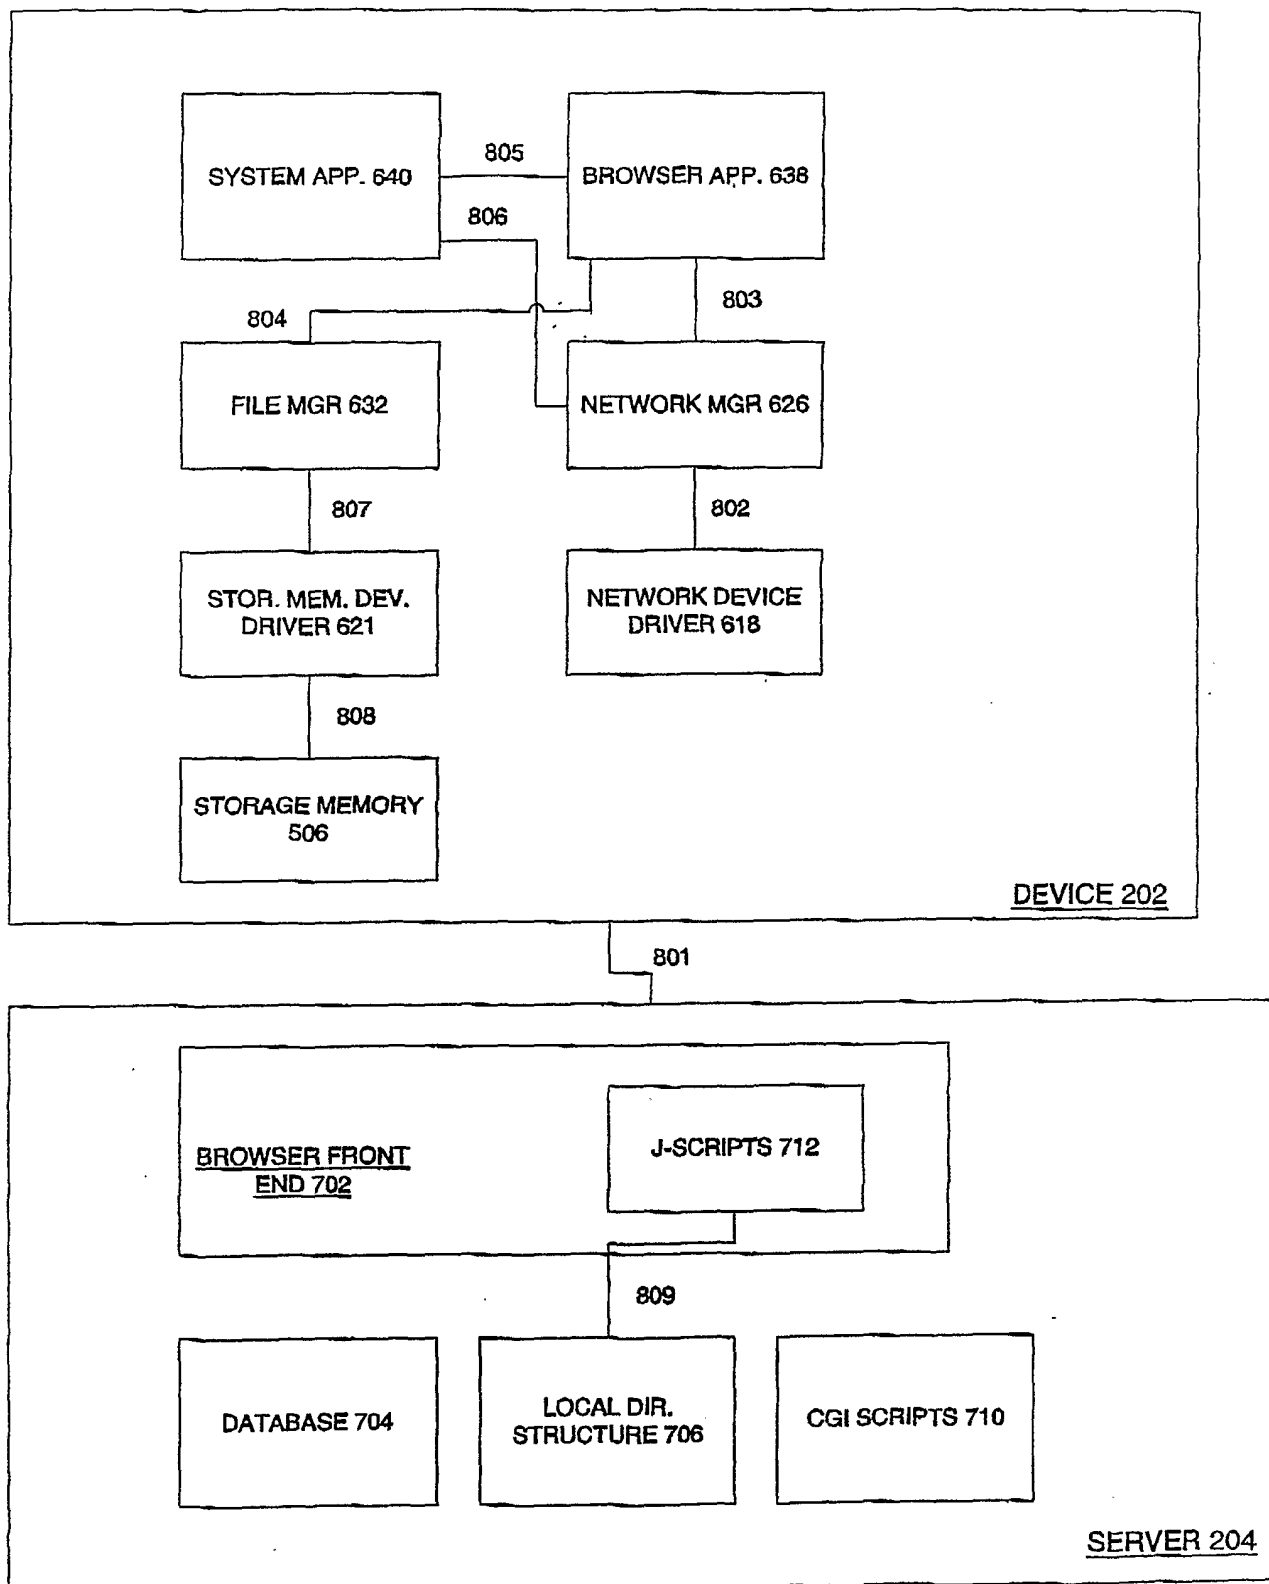 805
SYSTEM APP. 640
BROWSER APP. 638
806
803
804
FILE MGR 632
NETWORK MGR 626
807
802
STOR. MEM. DEV.
DRIVER 621
NETWORK DEVICE
DRIVER 618
808
STORAGE MEMORY
506
DEVICE 202
801
J-SCRIPTS 712
BROWSER FRONT
END 702
809
DATABASE 704
LOCAL DIR.
STRUCTURE 706
CGI SCRIPTS 710
SERVER 204